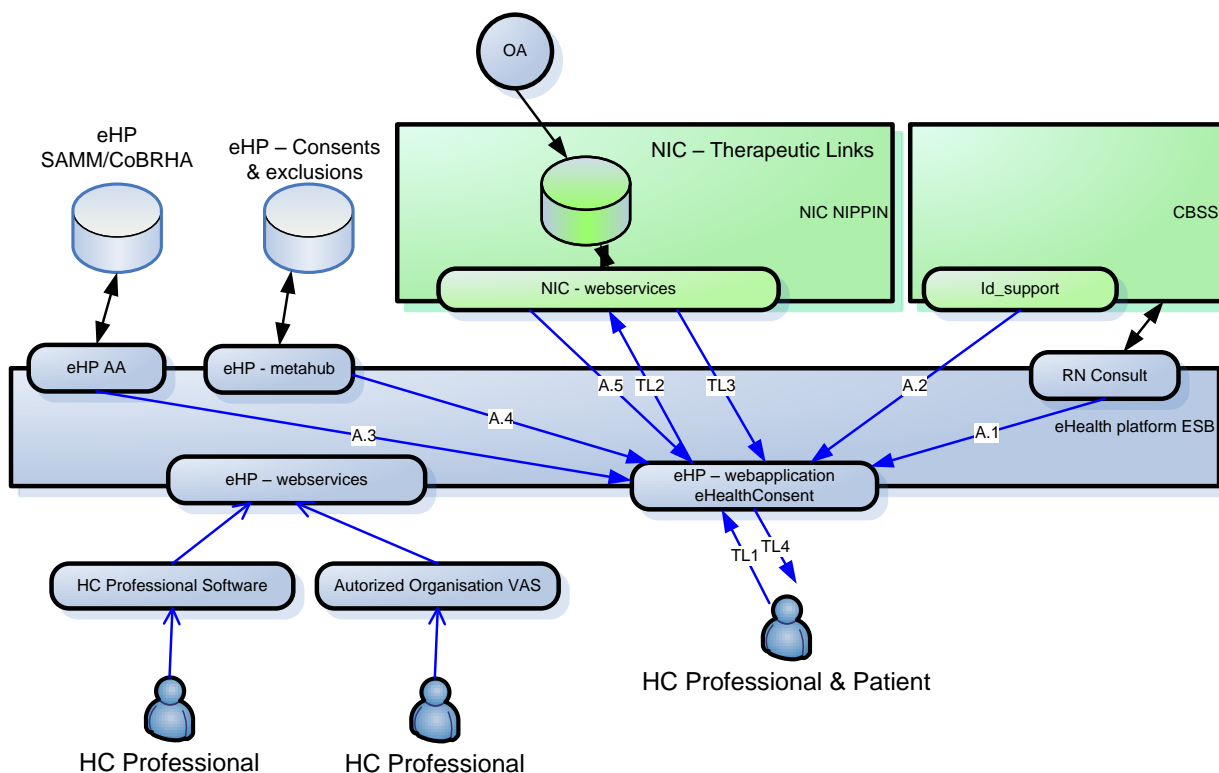 OA
eHP
SAMM/CoBRHA
eHP – Consents
& exclusions
NIC – Therapeutic Links
NIC NIPPIN
CBSS
NIC - webservices
Id_support
eHP AA
eHP - metahub
RN Consult
A.5
TL2
TL3
A.2
A.3
A.4
A.1
eHealth platform ESB
eHP – webservices
eHP – webapplication
eHealthConsent
TL1
TL4
HC Professional Software
Autorized Organisation VAS
HC Professional & Patient
HC Professional
HC Professional